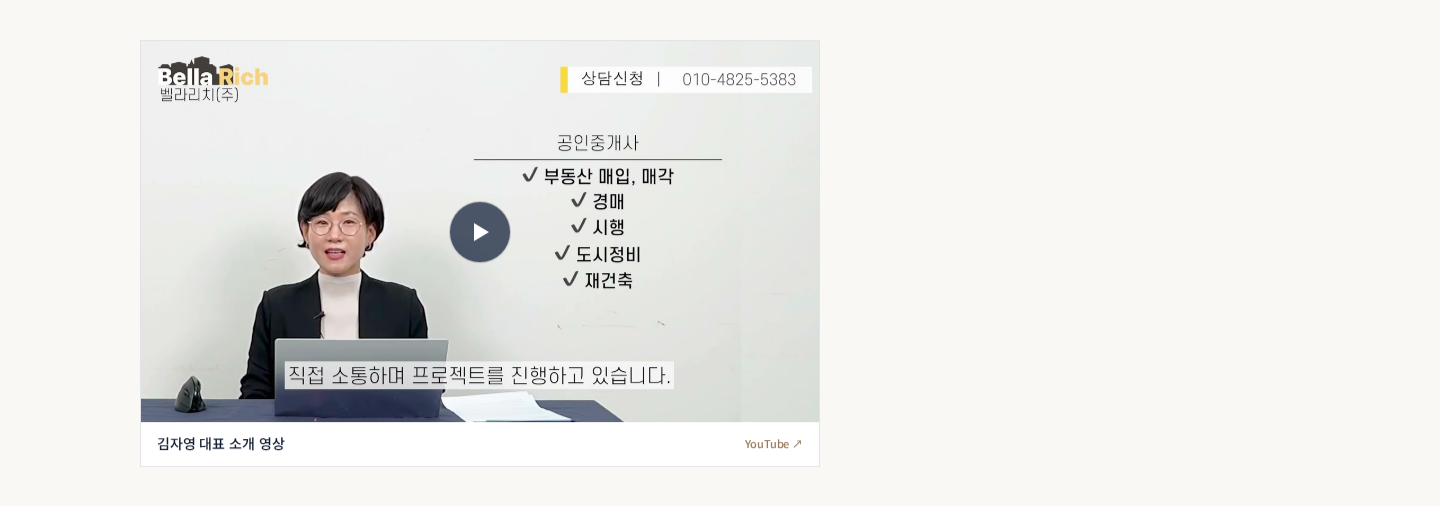 Bella Rich
벨라리치(주)
상담신청 | 010-4825-5383
공인중개사
✓ 부동산 매입, 매각
✓ 경매
✓ 시행
✓ 도시정비
✓ 재건축
직접 소통하며 프로젝트를 진행하고 있습니다.
김자영 대표 소개 영상
YouTube ↗